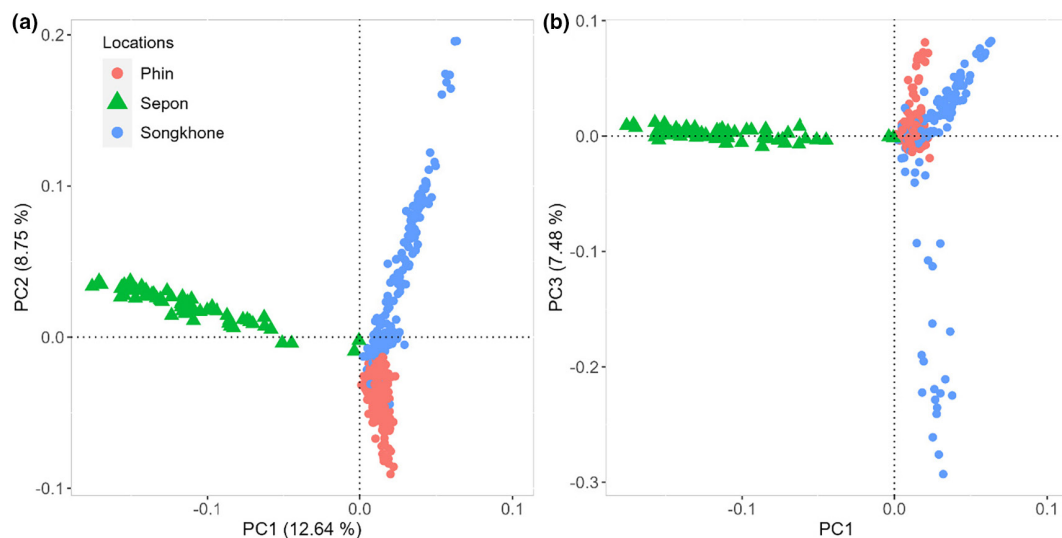 (a)
Locations
Phin
Sepon
Songkhone
PC2 (8.75 %)
0.2
0.1
0.0
-0.1
-0.1
0.0
0.1
PC1 (12.64 %)
(b)
PC3 (7.48 %)
0.1
0.0
-0.1
-0.2
-0.3
-0.1
0.0
0.1
PC1